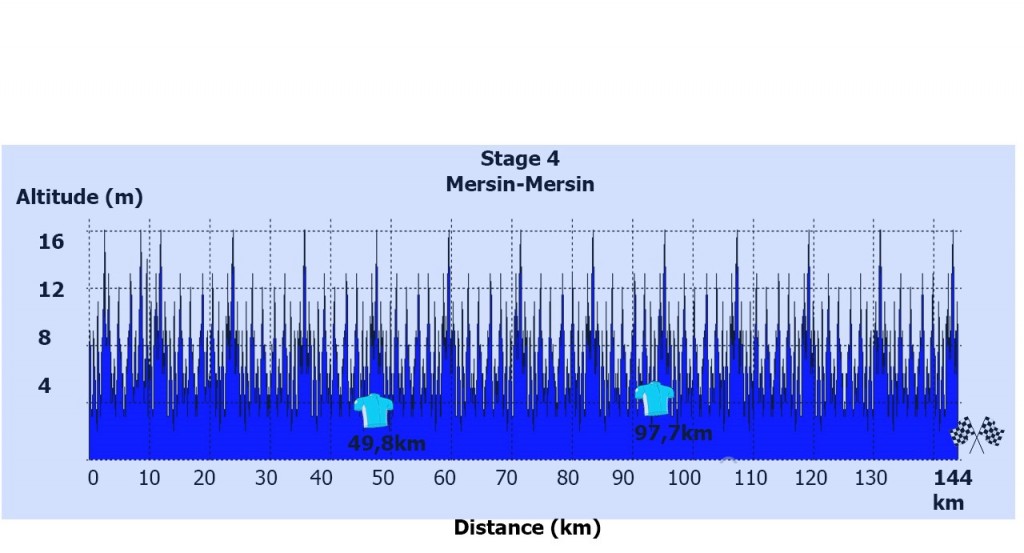 Stage 4
Mersin-Mersin
Altitude (m)
16
12
8
4
49,8km
97,7km
0 10 20 30 40 50 60 70 80 90 100 110 120 130 144
km
Distance (km)